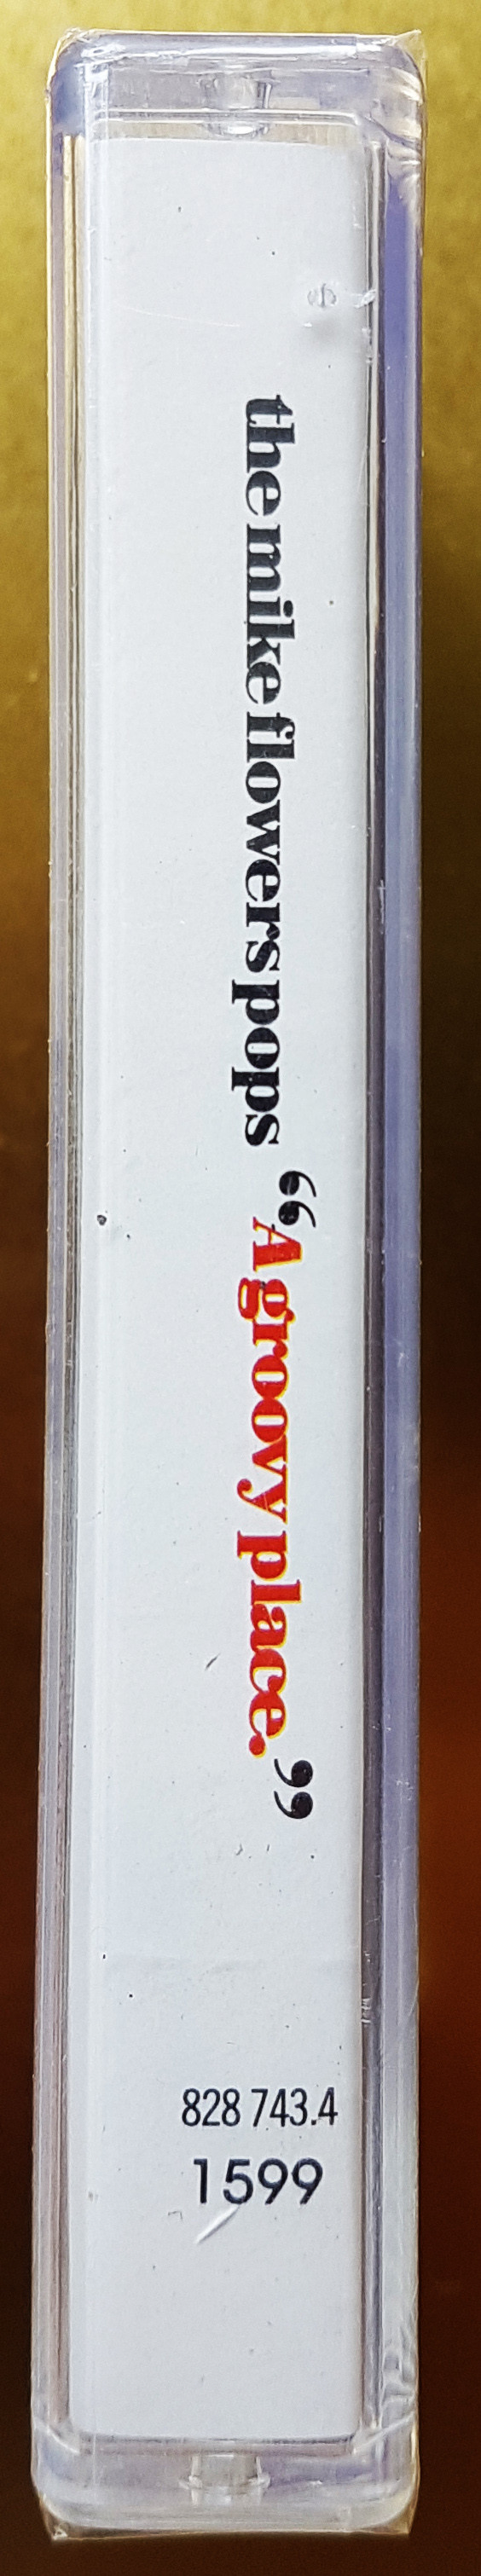 the mike flowers pops “A groovy place.”
828 743.4
1599